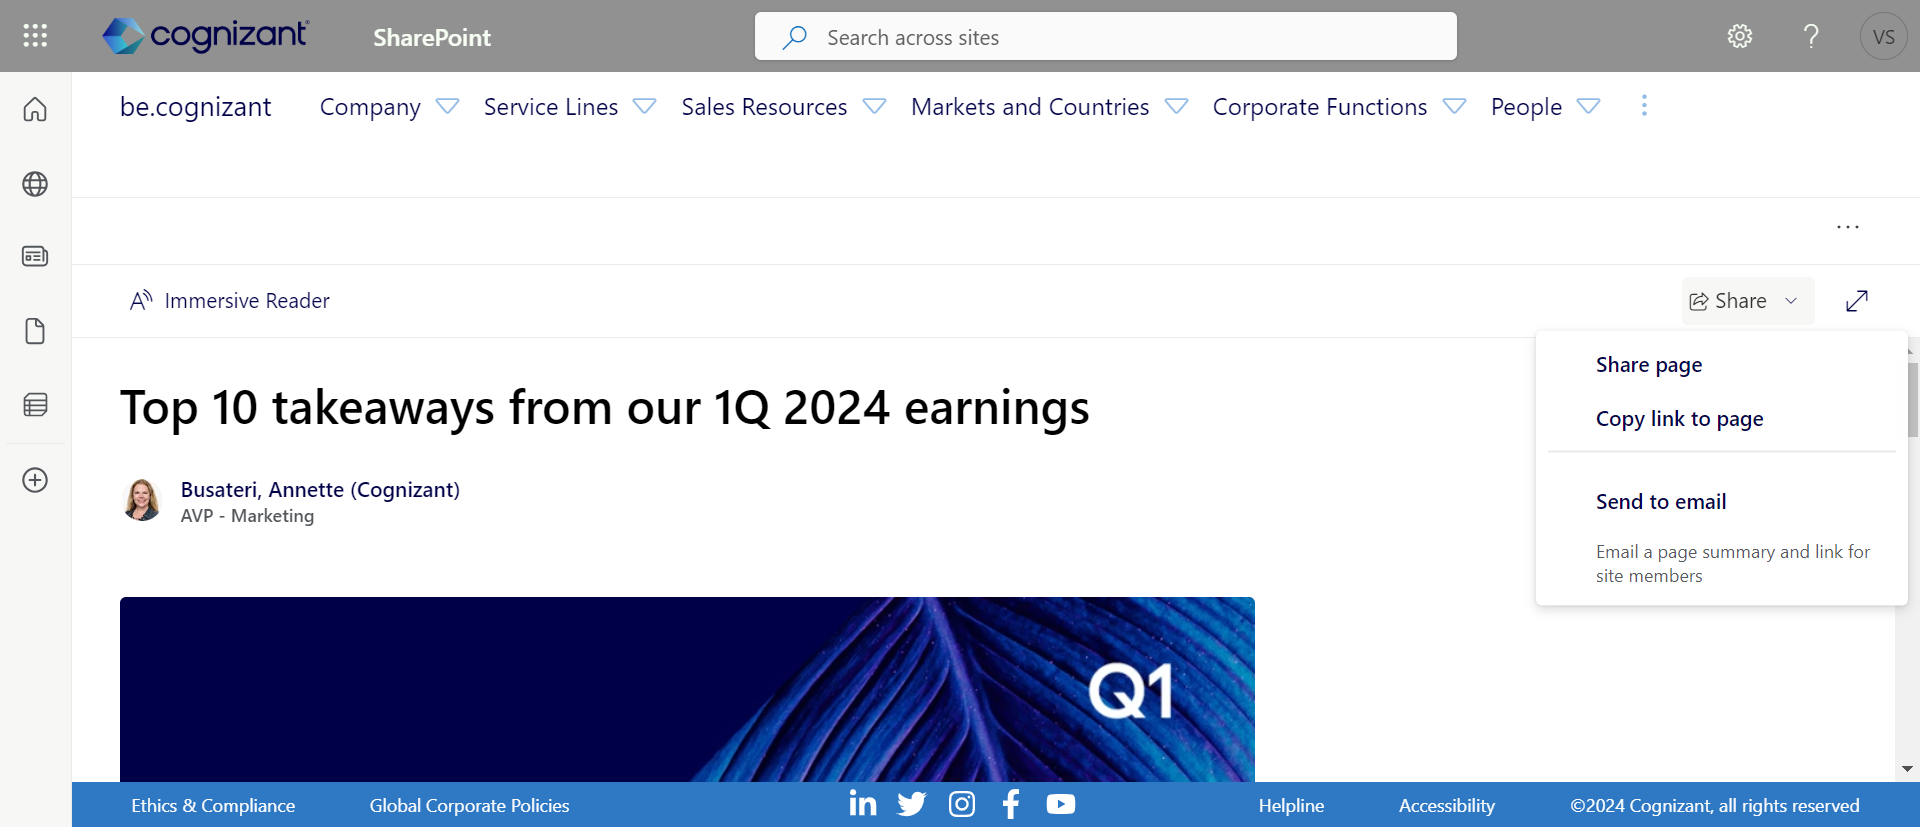 cognizant
SharePoint
Search across sites
VS
be.cognizant
Company
Service Lines
Sales Resources
Markets and Countries
Corporate Functions
People
Immersive Reader
Share
Share page
Copy link to page
Send to email
Email a page summary and link for
site members
Top 10 takeaways from our 1Q 2024 earnings
Busateri, Annette (Cognizant)
AVP - Marketing
Q1
Ethics & Compliance
Global Corporate Policies
Helpline
Accessibility
©2024 Cognizant, all rights reserved